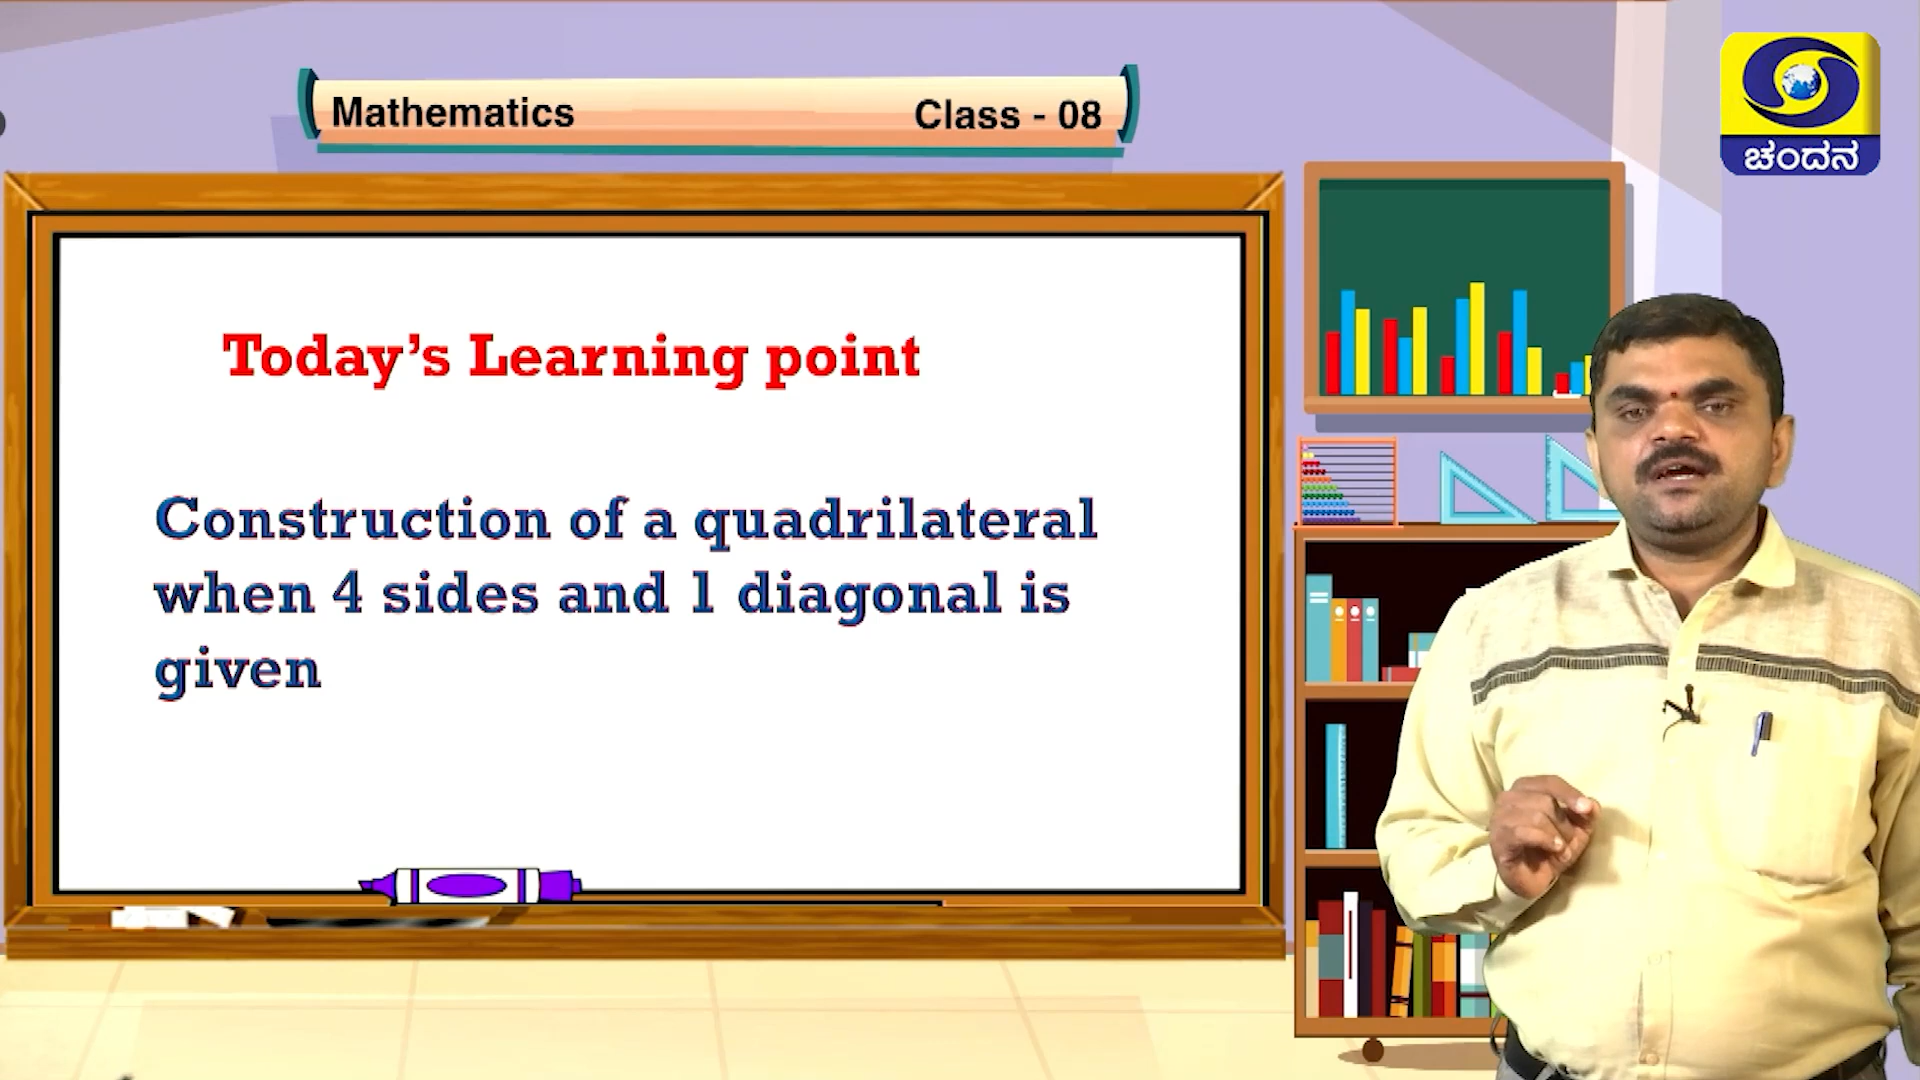 Mathematics
Class - 08
ಚಂದನ
Today's Learning point
Construction of a quadrilateral
when 4 sides and 1 diagonal is
given